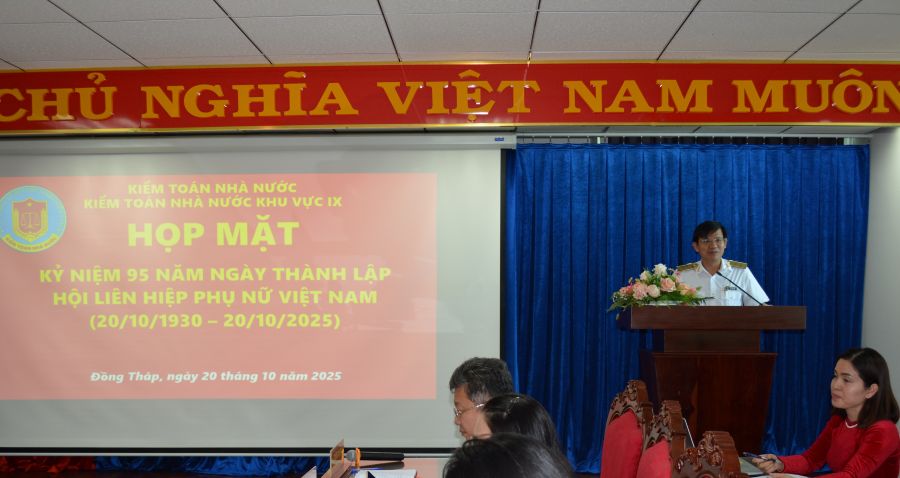 CHỦ NGHĨA VIỆT NAM MUÔN
KIỂM TOÁN NHÀ NƯỚC
KIỂM TOÁN NHÀ NƯỚC KHU VỰC IX
HỌP MẶT
KỶ NIỆM 95 NĂM NGÀY THÀNH LẬP
HỘI LIÊN HIỆP PHỤ NỮ VIỆT NAM
(20/10/1930 – 20/10/2025)
Đồng Tháp, ngày 20 tháng 10 năm 2025